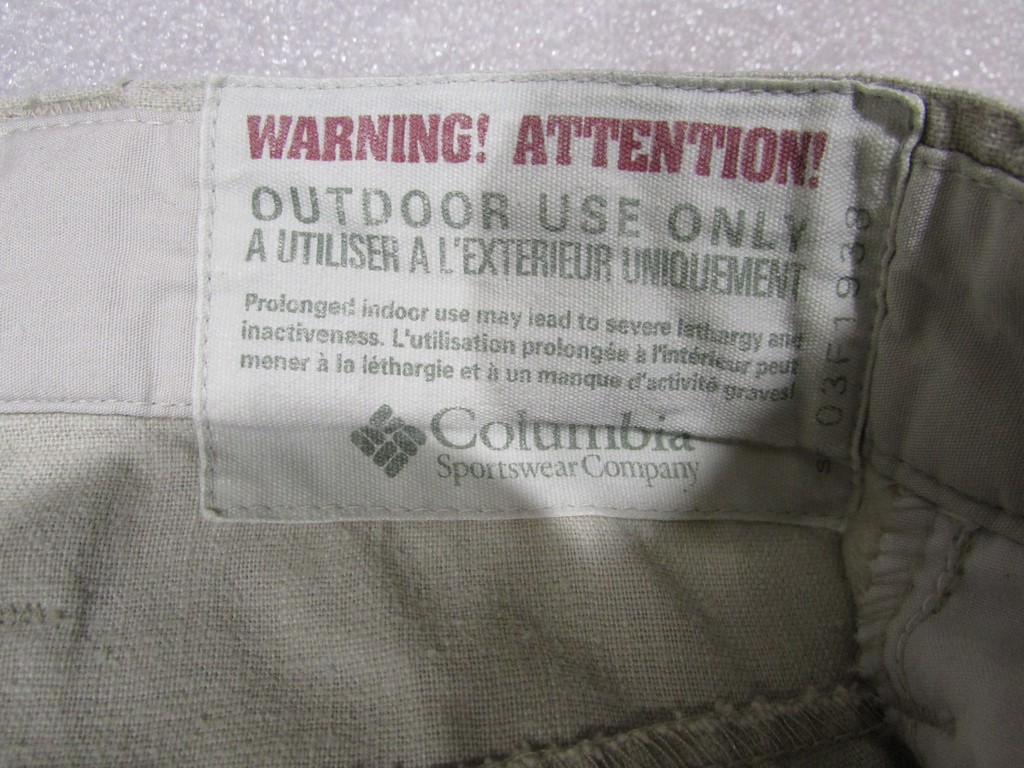 WARNING! ATTENTION!
OUTDOOR USE ONLY
A UTILISER A L'EXTERIEUR UNIQUEMENT
Prolonged indoor use may lead to severe lethargy and
inactiveness. L'utilisation prolongée à l'intérieur peut
mener à la léthargie et à un manque d'activité graves!
Columbia
Sportswear Company
03F1933